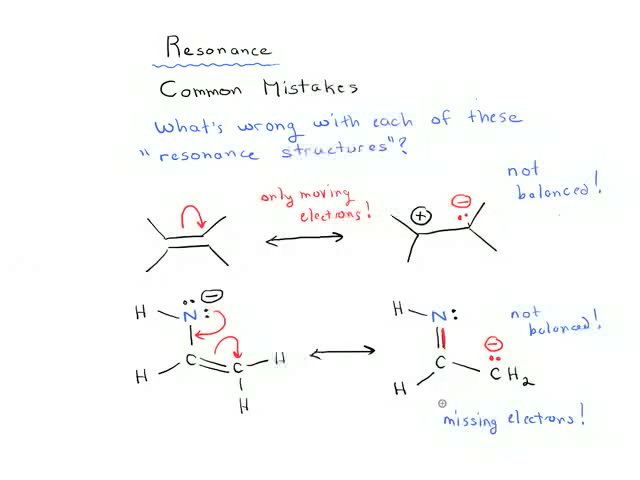 Resonance
Common Mistakes
What's wrong with each of these
"resonance structures"?
not
balanced!
only moving
electrons!
+
−
H
N:
−
C
C
H
H
H
H
N:
not
balanced!
C
−
CH2
H
missing electrons!